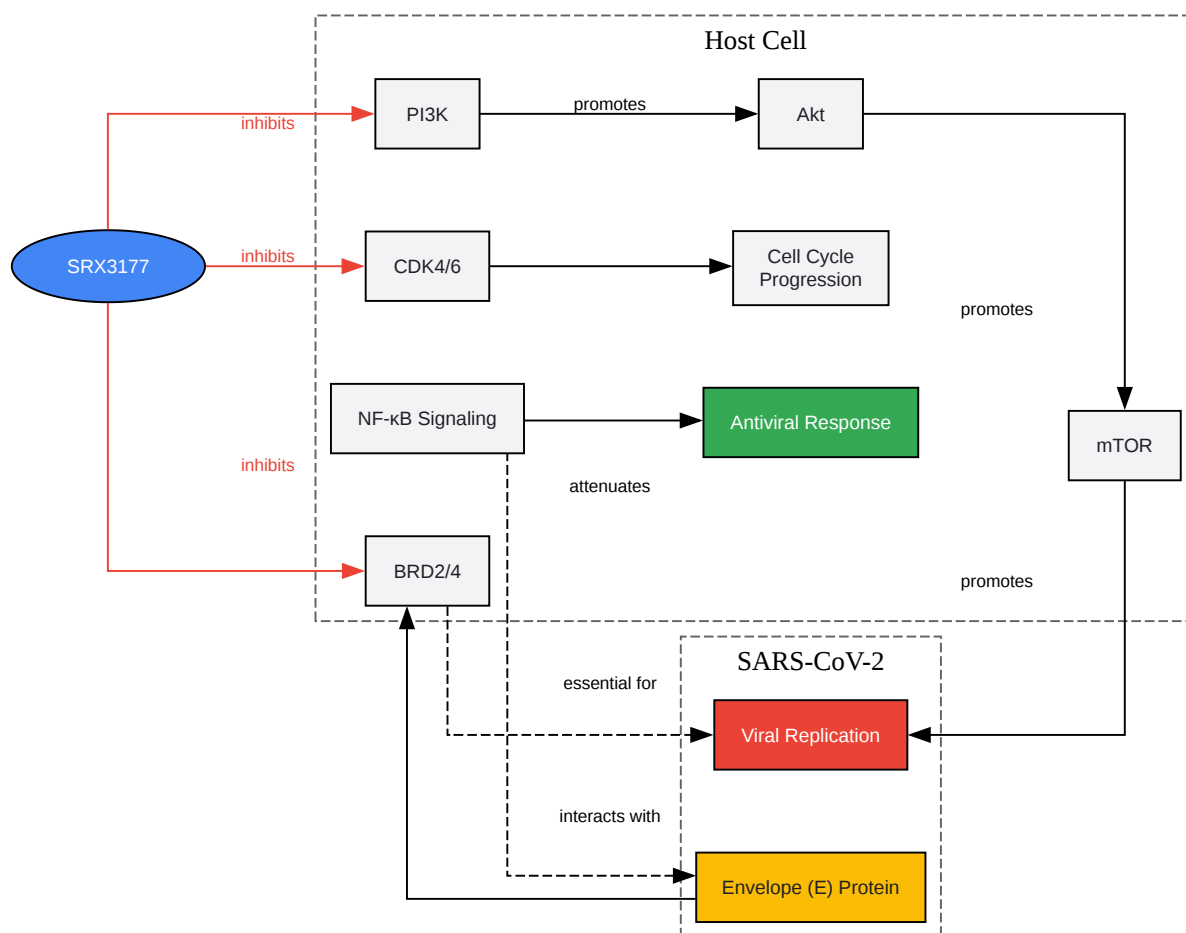 Host Cell
PI3K
promotes
Akt
inhibits
SRX3177
inhibits
CDK4/6
Cell Cycle
Progression
promotes
NF-κB Signaling
Antiviral Response
mTOR
inhibits
attenuates
BRD2/4
promotes
SARS-CoV-2
essential for
Viral Replication
interacts with
Envelope (E) Protein